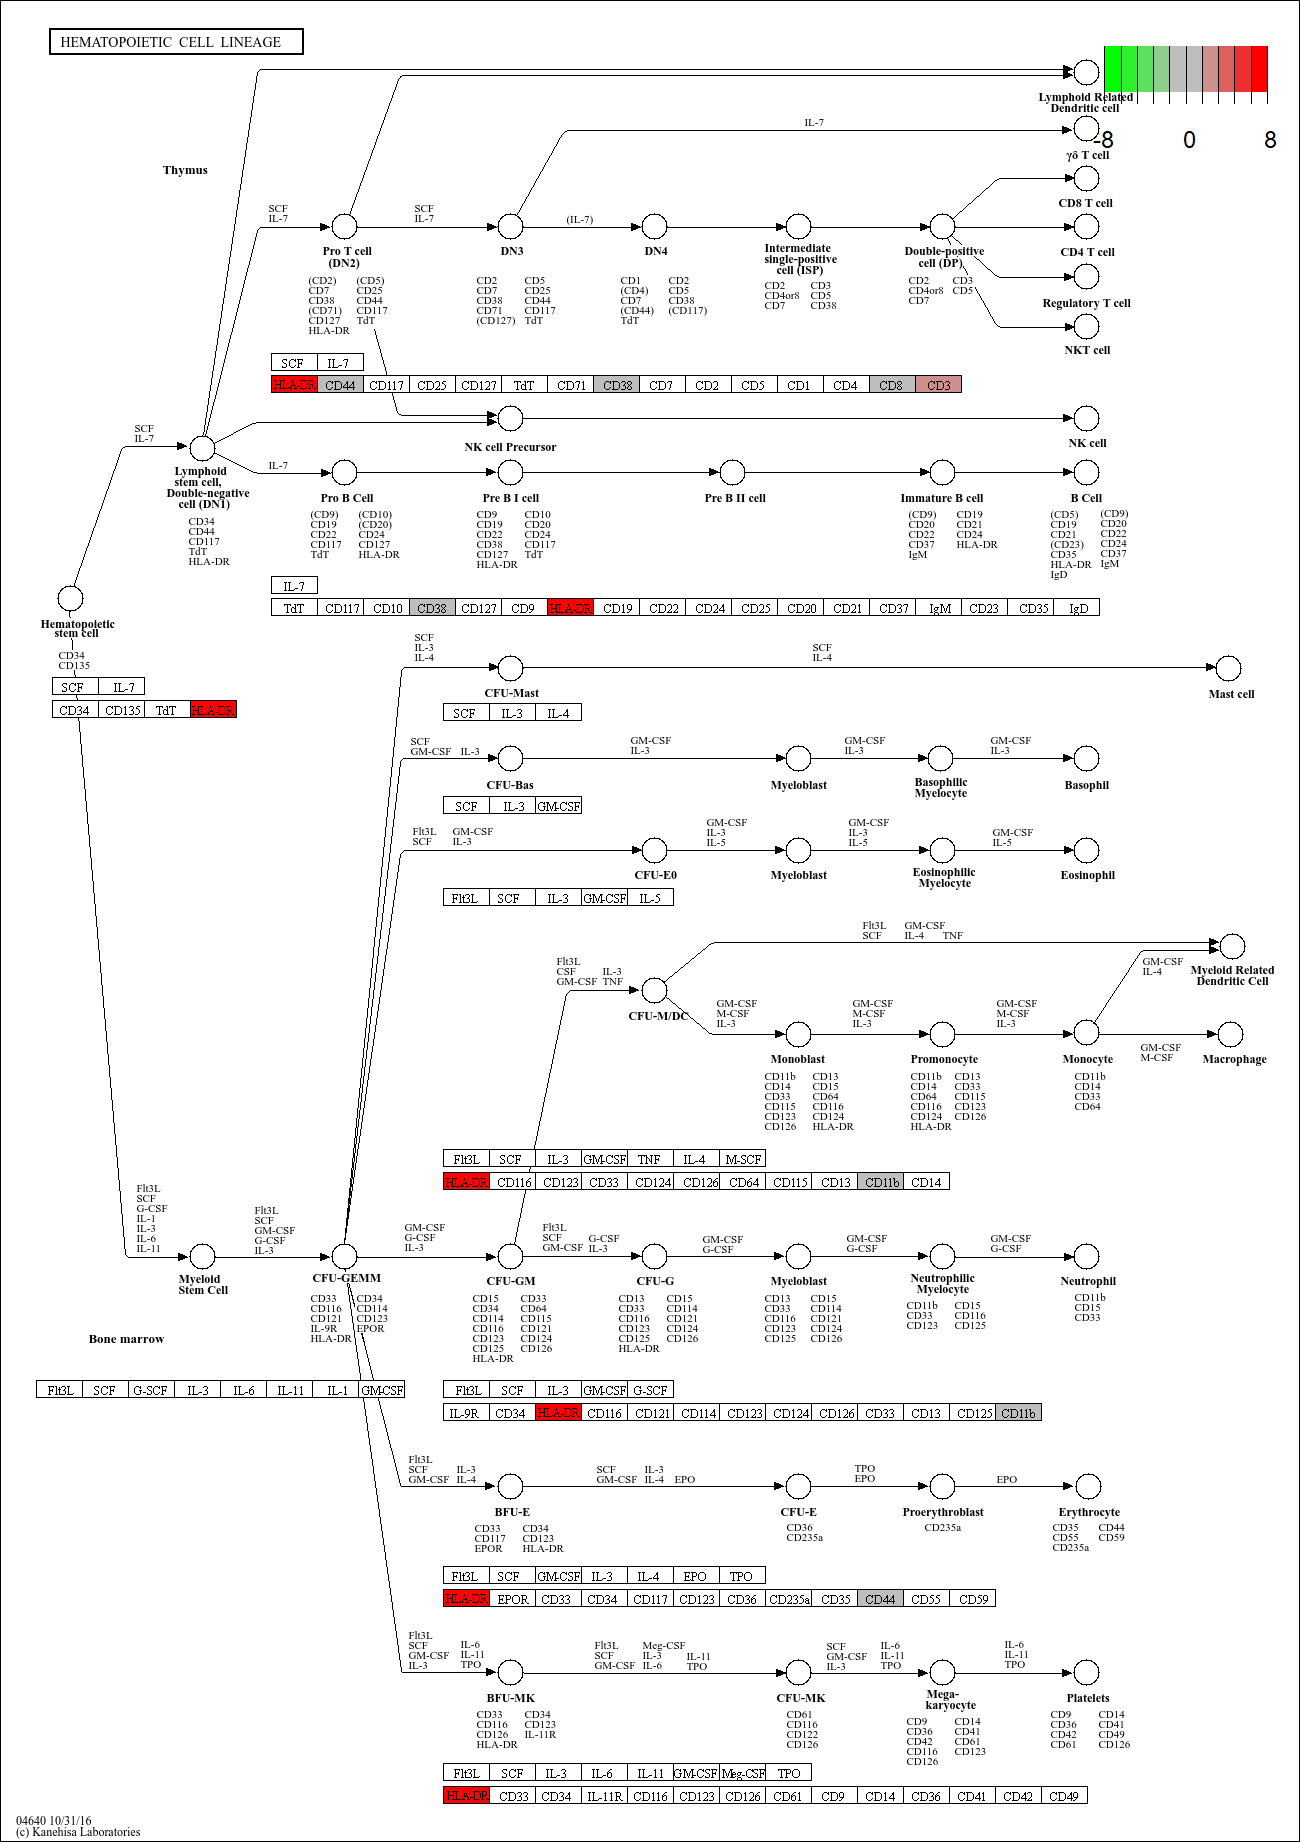 HEMATOPOIETIC CELL LINEAGE
-8 0 8
Lymphoid Related
Dendritic cell
IL-7
γδ T cell
Thymus
CD8 T cell
SCF
IL-7
SCF
IL-7
(IL-7)
Pro T cell
(DN2)
DN3
DN4
Intermediate
single-positive
cell (ISP)
Double-positive
cell (DP)
CD4 T cell
(CD2) (CD5)
CD7 CD25
CD38 CD44
(CD71) CD117
CD127 TdT
HLA-DR
CD2 CD5
CD7 CD25
CD38 CD44
CD71 CD117
(CD127) TdT
CD1 CD2
(CD4) CD5
CD7 CD38
(CD44) (CD117)
TdT
CD2 CD3
CD4or8 CD5
CD7 CD38
CD2 CD3
CD4or8 CD5
CD7
Regulatory T cell
NKT cell
SCF IL-7
HLA-DR CD44 CD117 CD25 CD127 TdT CD71 CD38 CD7 CD2 CD5 CD1 CD4 CD8 CD3
SCF
IL-7
NK cell Precursor
NK cell
IL-7
Lymphoid
stem cell,
Double-negative
cell (DN1)
CD34
CD44
CD117
TdT
HLA-DR
Pro B Cell
Pre B I cell
Pre B II cell
Immature B cell
B Cell
(CD9) (CD10)
CD19 (CD20)
CD22 CD24
CD117 CD127
TdT HLA-DR
CD9 CD10
CD19 CD20
CD22 CD24
CD38 CD117
CD127 TdT
HLA-DR
(CD9) CD19
CD20 CD21
CD22 CD24
CD37 HLA-DR
IgM
(CD5) (CD9)
CD19 CD20
CD21 CD22
(CD23) CD24
CD35 CD37
HLA-DR IgM
IgD
IL-7
TdT CD117 CD10 CD38 CD127 CD9 HLA-DR CD19 CD22 CD24 CD25 CD20 CD21 CD37 IgM CD23 CD35 IgD
Hematopoietic
stem cell
CD34
CD135
SCF IL-7
CD34 CD135 TdT HLA-DR
SCF
IL-3
IL-4
SCF
IL-4
CFU-Mast
Mast cell
SCF IL-3 IL-4
SCF
GM-CSF IL-3
GM-CSF
IL-3
GM-CSF
IL-3
GM-CSF
IL-3
CFU-Bas
Myeloblast
Basophilic
Myelocyte
Basophil
SCF IL-3 GM-CSF
Flt3L GM-CSF
SCF IL-3
GM-CSF
IL-3
IL-5
GM-CSF
IL-3
IL-5
GM-CSF
IL-5
CFU-E0
Myeloblast
Eosinophilic
Myelocyte
Eosinophil
Flt3L SCF IL-3 GM-CSF IL-5
Flt3L GM-CSF
SCF IL-4 TNF
Flt3L
CSF IL-3
GM-CSF TNF
GM-CSF
IL-4
Myeloid Related
Dendritic Cell
CFU-M/DC
GM-CSF
M-CSF
IL-3
GM-CSF
M-CSF
IL-3
GM-CSF
M-CSF
IL-3
GM-CSF
M-CSF
Monoblast
Promonocyte
Monocyte
Macrophage
CD11b CD13
CD14 CD15
CD33 CD64
CD115 CD116
CD123 CD124
CD126 HLA-DR
CD11b CD13
CD14 CD33
CD64 CD115
CD116 CD123
CD124 CD126
HLA-DR
CD11b
CD14
CD33
CD64
Flt3L SCF IL-3 GM-CSF TNF IL-4 M-SCF
HLA-DR CD116 CD123 CD33 CD124 CD126 CD64 CD115 CD13 CD11b CD14
Flt3L
SCF
G-CSF
IL-1
IL-3
IL-6
IL-11
Flt3L
SCF
GM-CSF
G-CSF
IL-3
GM-CSF
G-CSF
IL-3
Flt3L
SCF G-CSF
GM-CSF IL-3
GM-CSF
G-CSF
GM-CSF
G-CSF
GM-CSF
G-CSF
Myeloid
Stem Cell
CFU-GEMM
CFU-GM
CFU-G
Myeloblast
Neutrophilic
Myelocyte
Neutrophil
CD33 CD34
CD116 CD114
CD121 CD123
IL-9R EPOR
HLA-DR
CD15 CD33
CD34 CD64
CD114 CD115
CD116 CD121
CD123 CD124
CD125 CD126
HLA-DR
CD13 CD15
CD33 CD114
CD116 CD121
CD123 CD124
CD125 CD126
HLA-DR
CD13 CD15
CD33 CD114
CD116 CD121
CD123 CD124
CD125 CD126
CD11b CD15
CD33 CD116
CD123 CD125
CD11b
CD15
CD33
Bone marrow
Flt3L SCF G-SCF IL-3 IL-6 IL-11 IL-1 GM-CSF
Flt3L SCF IL-3 GM-CSF G-SCF
IL-9R CD34 HLA-DR CD116 CD121 CD114 CD123 CD124 CD126 CD33 CD13 CD125 CD11b
Flt3L
SCF IL-3
GM-CSF IL-4
SCF IL-3
GM-CSF IL-4 EPO
TPO
EPO
EPO
BFU-E
CFU-E
Proerythroblast
Erythrocyte
CD33 CD34
CD117 CD123
EPOR HLA-DR
CD36
CD235a
CD235a
CD35 CD44
CD55 CD59
CD235a
Flt3L SCF GM-CSF IL-3 IL-4 EPO TPO
HLA-DR EPOR CD33 CD34 CD117 CD123 CD36 CD235a CD35 CD44 CD55 CD59
Flt3L
SCF IL-6
GM-CSF IL-11
IL-3 TPO
Flt3L Meg-CSF
SCF IL-3 IL-11
GM-CSF IL-6 TPO
SCF IL-6
GM-CSF IL-11
IL-3 TPO
IL-6
IL-11
TPO
BFU-MK
CFU-MK
Mega-
karyocyte
Platelets
CD33 CD34
CD116 CD123
CD126 IL-11R
HLA-DR
CD61
CD116
CD122
CD126
CD9 CD14
CD36 CD41
CD42 CD61
CD116 CD123
CD126
CD9 CD14
CD36 CD41
CD42 CD49
CD61 CD126
Flt3L SCF IL-3 IL-6 IL-11 GM-CSF Meg-CSF TPO
HLA-DR CD33 CD34 IL-11R CD116 CD123 CD126 CD61 CD9 CD14 CD36 CD41 CD42 CD49
04640 10/31/16
(c) Kanehisa Laboratories